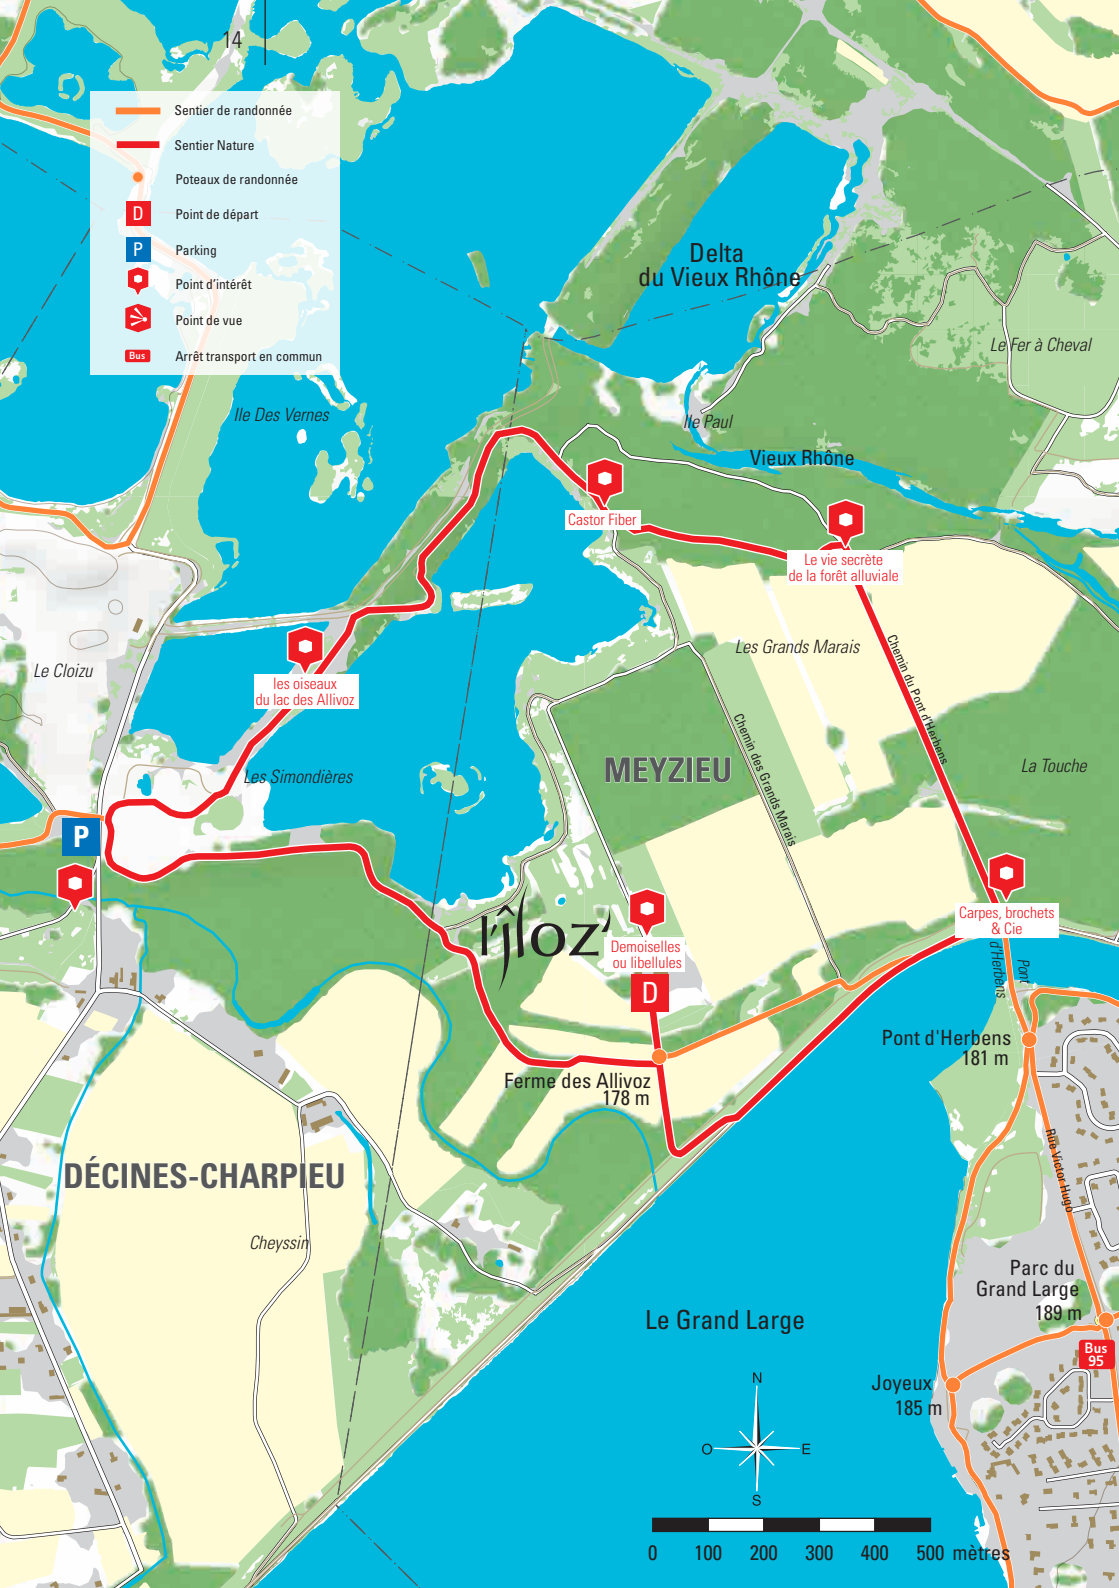 14
Sentier de randonnée
Sentier Nature
Poteaux de randonnée
D
Point de départ
P
Parking
Point d'intérêt
Point de vue
Bus
Arrêt transport en commun
Delta
du Vieux Rhône
Le Fer à Cheval
Ile Des Vernes
Ile Paul
Vieux Rhône
Castor Fiber
Le vie secrète
de la forêt alluviale
Les Grands Marais
Chemin du Pont d'Herbens
Le Cloizu
les oiseaux
du lac des Allivoz
Les Simondières
MEYZIEU
Chemin des Grands Marais
La Touche
P
Carpes, brochets
& Cie
l'îloz'
Demoiselles
ou libellules
D
Pont
d'Herbens
Pont d'Herbens
181 m
Ferme des Allivoz
178 m
Rue Victor Hugo
DÉCINES-CHARPIEU
Cheyssin
Parc du
Grand Large
189 m
Le Grand Large
Bus
95
Joyeux
185 m
N
O
E
S
0 100 200 300 400 500 mètres